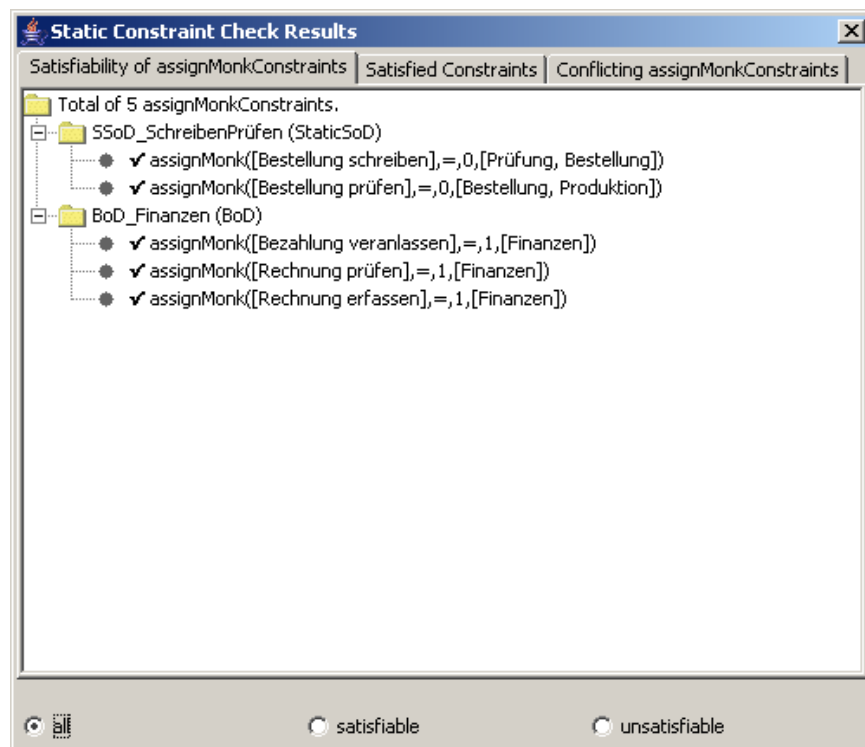 Static Constraint Check Results
Satisfiability of assignMonkConstraints Satisfied Constraints Conflicting assignMonkConstraints
Total of 5 assignMonkConstraints.
SSoD_SchreibenPrüfen (StaticSoD)
assignMonk([Bestellung schreiben],=,0,[Prüfung, Bestellung])
assignMonk([Bestellung prüfen],=,0,[Bestellung, Produktion])
BoD_Finanzen (BoD)
assignMonk([Bezahlung veranlassen],=,1,[Finanzen])
assignMonk([Rechnung prüfen],=,1,[Finanzen])
assignMonk([Rechnung erfassen],=,1,[Finanzen])
all satisfiable unsatisfiable